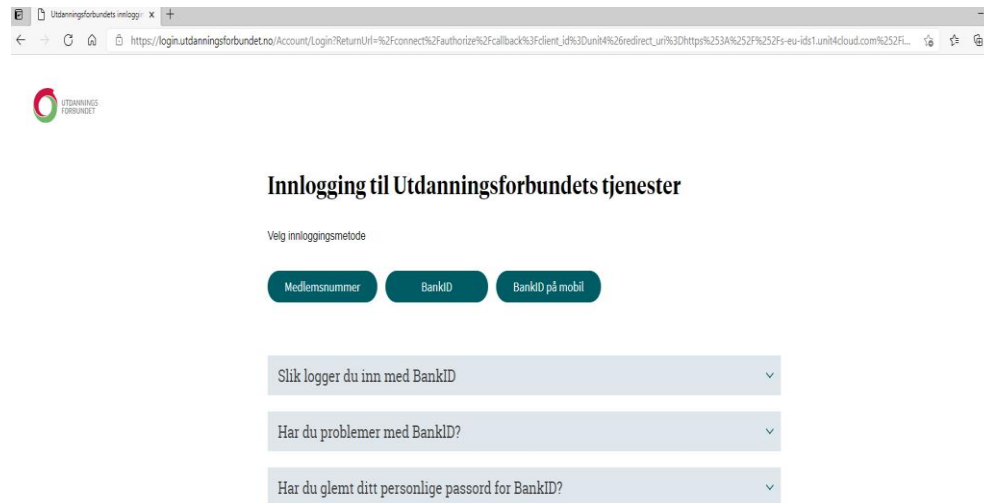 Utdanningsforbundets innloggin
https://login.utdanningsforbundet.no/Account/Login?ReturnUrl=%2Fconnect%2Fauthorize%2Fcallback%3Fclient_id%3Dunit4%26redirect_uri%3Dhttps%253A%252F%252Fs-eu-ids1.unit4cloud.com%252Fi...
UTDANNINGS
FORBUNDET
Innlogging til Utdanningsforbundets tjenester
Velg innloggingsmetode
Medlemsnummer BankID BankID på mobil
Slik logger du inn med BankID
Har du problemer med BankID?
Har du glemt ditt personlige passord for BankID?